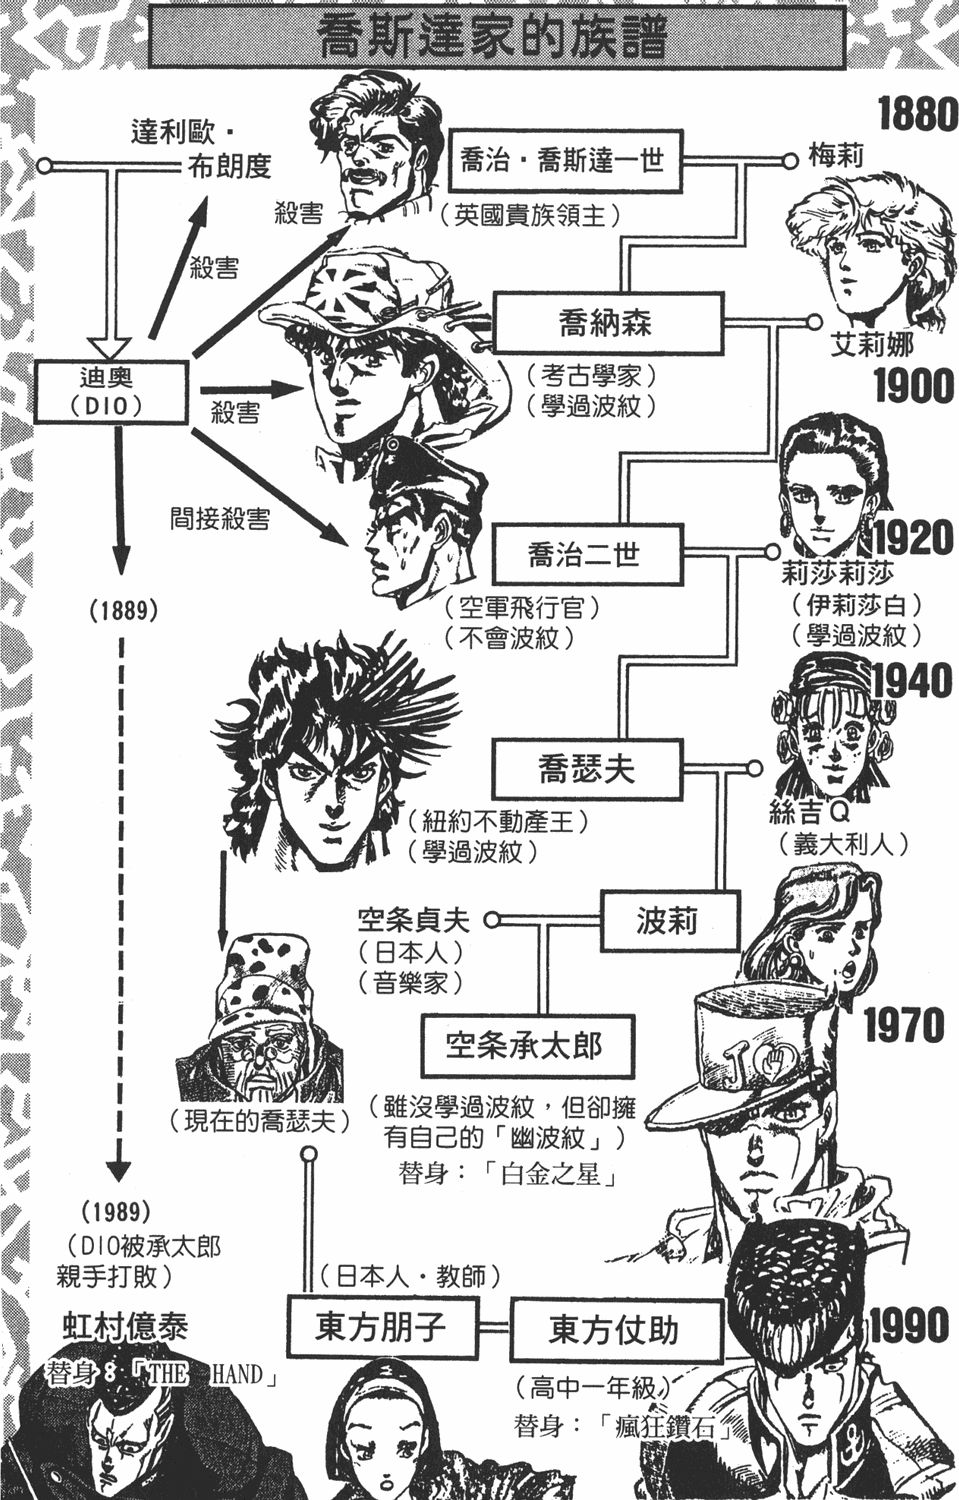 喬斯達家的族譜
1880
達利歐·
布朗度
喬治·喬斯達一世
梅莉
(英國貴族領主)
殺害
殺害
喬納森
艾莉娜
(考古學家)
(學過波紋)
迪奧
(DIO)
殺害
1900
間接殺害
1920
喬治二世
莉莎莉莎
(伊莉莎白)
(學過波紋)
(空軍飛行官)
(不會波紋)
(1889)
1940
喬瑟夫
絲吉Q
(義大利人)
(紐約不動產王)
(學過波紋)
空条貞夫
(日本人)
(音樂家)
波莉
1970
空条承太郎
(雖沒學過波紋,但卻擁
有自己的「幽波紋」)
替身:「白金之星」
(現在的喬瑟夫)
(1989)
(DIO被承太郎
親手打敗)
(日本人·教師)
東方朋子
東方仗助
1990
(高中一年級)
替身:「瘋狂鑽石」
虹村億泰
替身:「THE HAND」